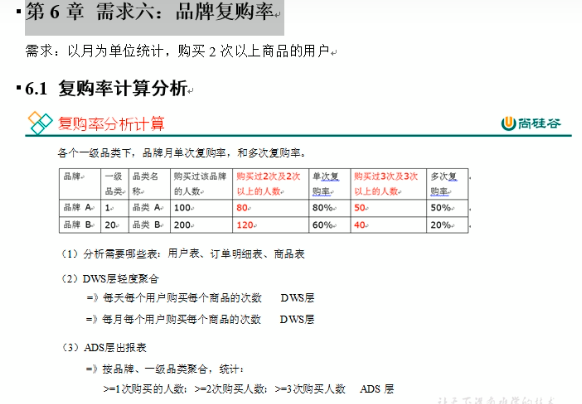 第 6 章 需求六：品牌复购率
需求：以月为单位统计，购买 2 次以上商品的用户
6.1 复购率计算分析
复购率分析计算
尚硅谷
各个一级品类下，品牌月单次复购率，和多次复购率。
品牌 一级品类 品类名称 购买过该品牌的人数 购买过2次及2次以上的人数 单次复购率 购买过3次及3次以上的人数 多次复购率
品牌 A 1 品类 A 100 80 80% 50 50%
品牌 B 20 品类 B 200 120 60% 40 20%
（1）分析需要哪些表：用户表、订单明细表、商品表
（2）DWS层轻度聚合
=》每天每个用户购买每个商品的次数 DWS层
=》每月每个用户购买每个商品的次数 DWS层
（3）ADS层出报表
=》按品牌、一级品类聚合，统计：
>=1次购买的人数；>=2次购买人数；>=3次购买人数 ADS 层